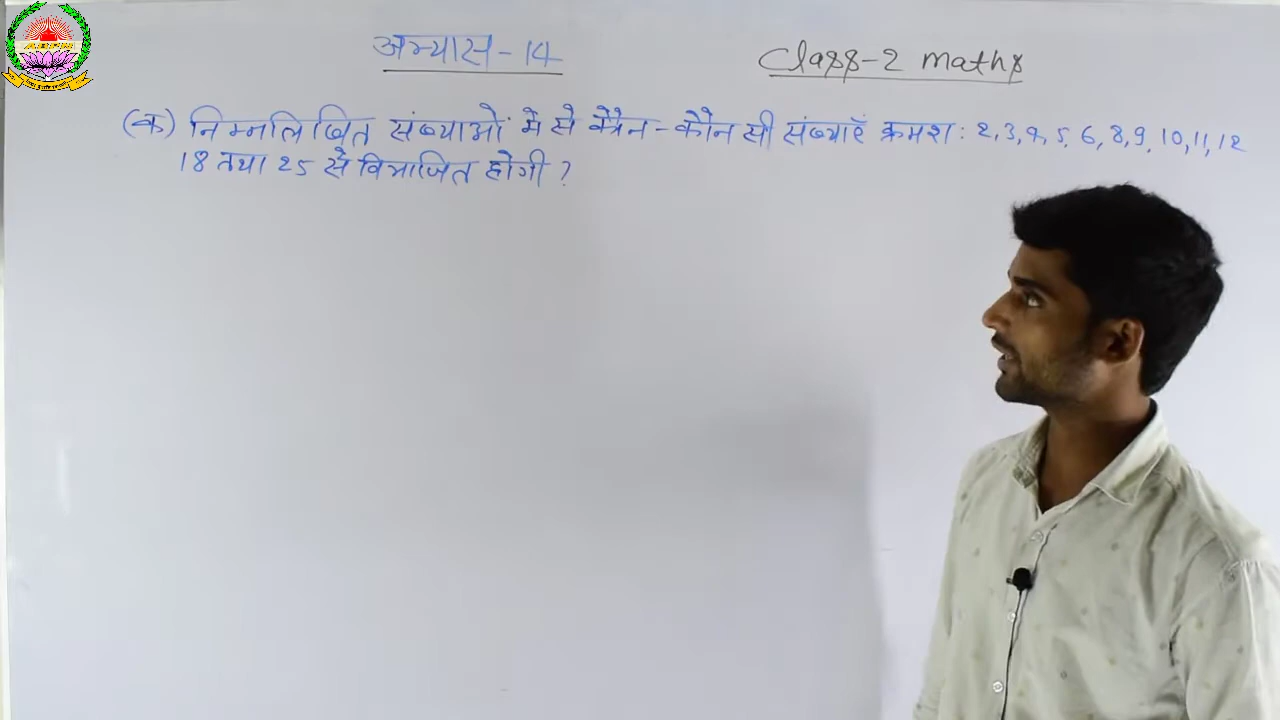 अभ्यास - 14
Class-2 Maths
(क) निम्नलिखित संख्याओं में से कौन-कौन सी संख्याएँ क्रमश: 2,3,4,5,6,8,9,10,11,12
18 तथा 25 से विभाजित होगी ?